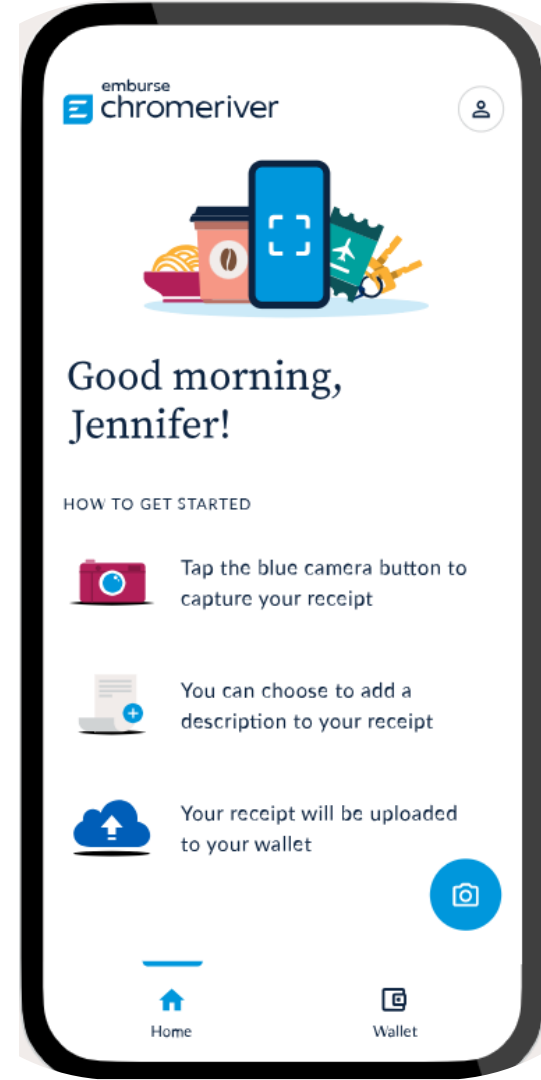 emburse
chromeriver
Good morning,
Jennifer!
HOW TO GET STARTED
Tap the blue camera button to
capture your receipt
You can choose to add a
description to your receipt
Your receipt will be uploaded
to your wallet
Home
Wallet